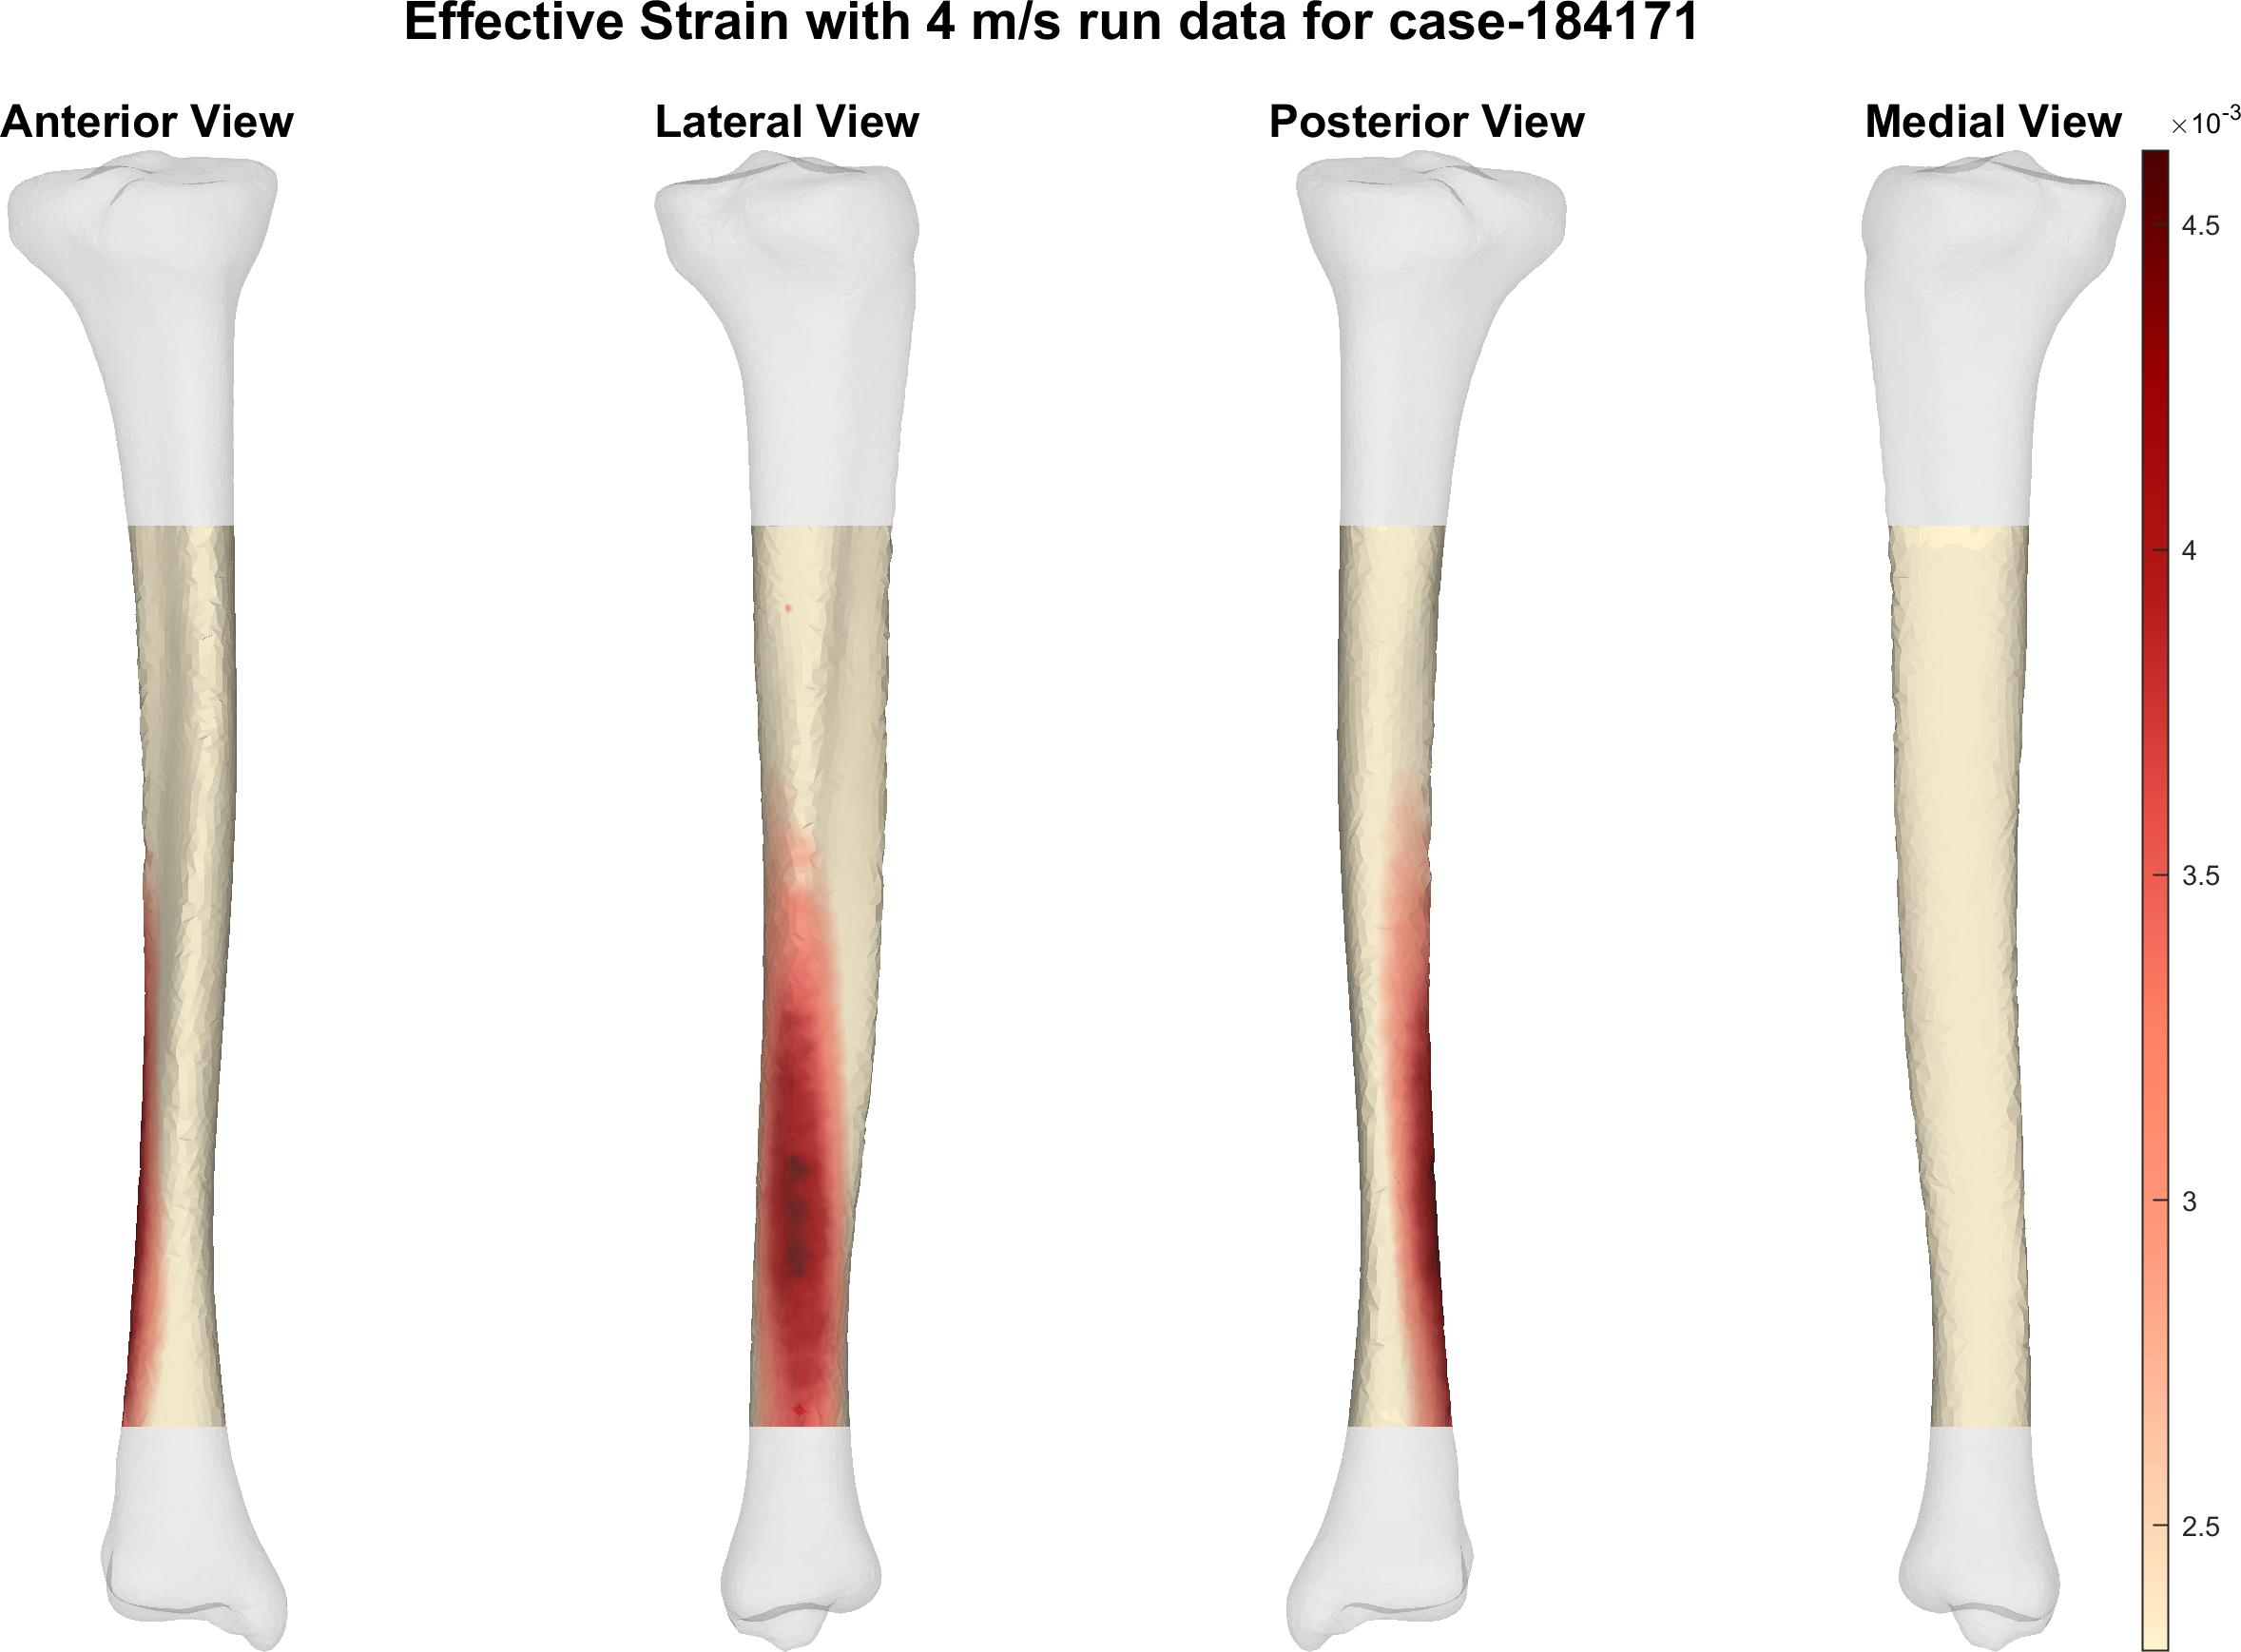 Effective Strain with 4 m/s run data for case-184171
Anterior View
Lateral View
Posterior View
Medial View
×10-3
4.5
4
3.5
3
2.5